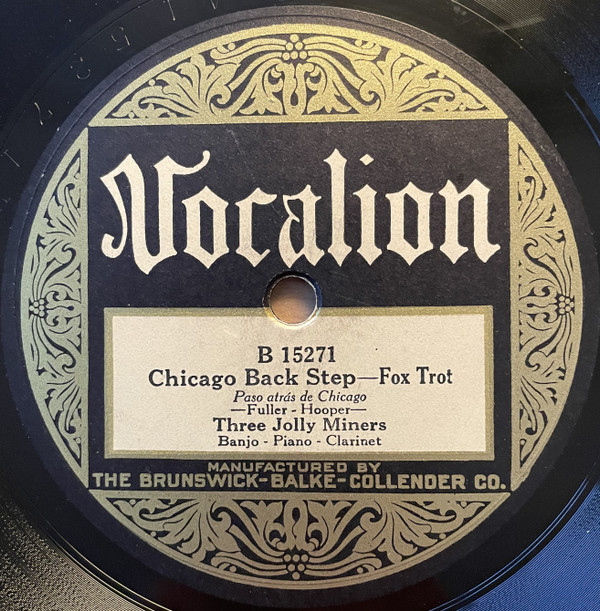 Vocalion
B 15271
Chicago Back Step—Fox Trot
Paso atrás de Chicago
—Fuller - Hooper—
Three Jolly Miners
Banjo - Piano - Clarinet
MANUFACTURED BY
THE BRUNSWICK-BALKE-COLLENDER CO.